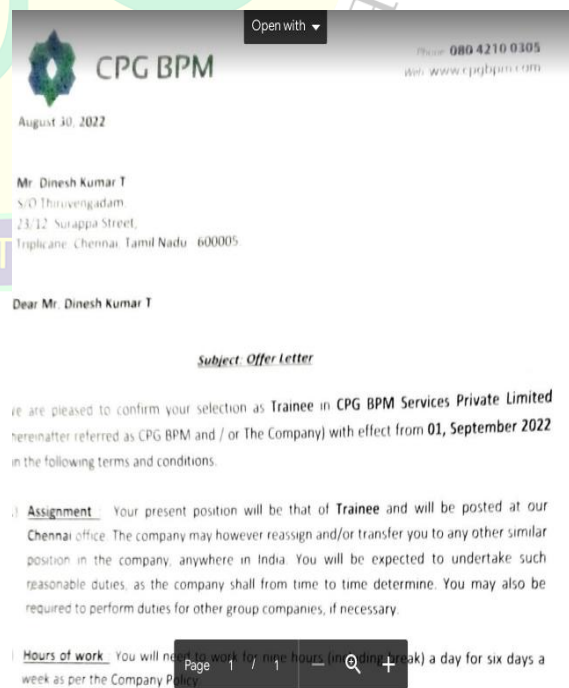 Open with
CPG BPM
Phone 080 4210 0305
Web www.cpgbpm.com
August 30, 2022
Mr. Dinesh Kumar T
S/O Thiruvengadam,
23/12 Surappa Street,
Triplicane, Chennai, Tamil Nadu 600005.
Dear Mr. Dinesh Kumar T
Subject: Offer Letter
are pleased to confirm your selection as Trainee in CPG BPM Services Private Limited
hereinafter referred as CPG BPM and / or The Company) with effect from 01, September 2022
the following terms and conditions.
Assignment Your present position will be that of Trainee and will be posted at our
Chennai office. The company may however reassign and/or transfer you to any other similar
position in the company, anywhere in India. You will be expected to undertake such
reasonable duties, as the company shall from time to time determine. You may also be
required to perform duties for other group companies, if necessary.
Hours of work You will need to work for nine hours (including break) a day for six days a
week as per the Company Policy
Page 1 / 1